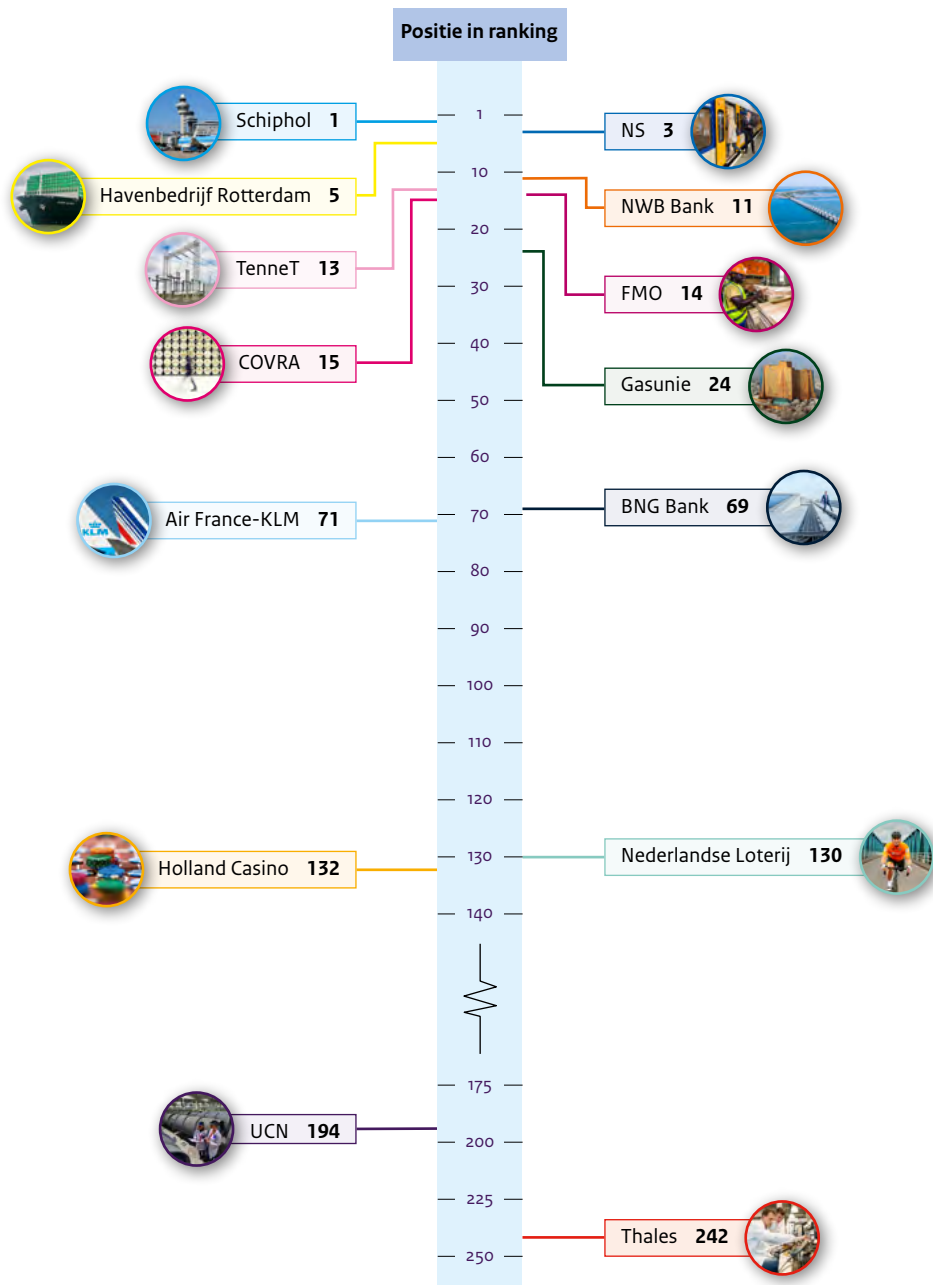 Positie in ranking
Schiphol 1
NS 3
Havenbedrijf Rotterdam 5
NWB Bank 11
TenneT 13
FMO 14
COVRA 15
Gasunie 24
Air France-KLM 71
KLM
BNG Bank 69
Holland Casino 132
Nederlandse Loterij 130
UCN 194
Thales 242
1
10
20
30
40
50
60
70
80
90
100
110
120
130
140
175
200
225
250